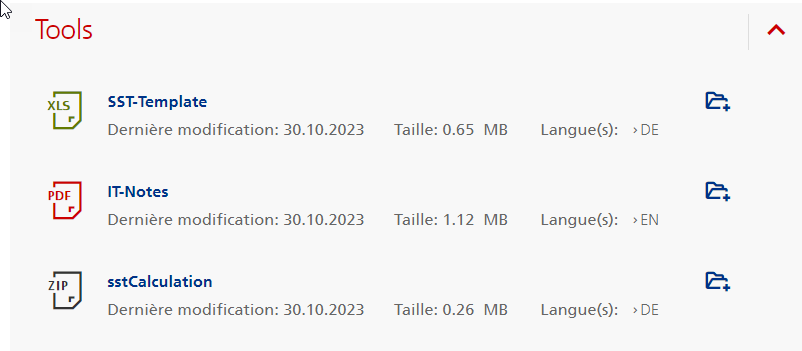 Tools
XLS
SST-Template
Dernière modification: 30.10.2023 Taille: 0.65 MB Langue(s): › DE
PDF
IT-Notes
Dernière modification: 30.10.2023 Taille: 1.12 MB Langue(s): › EN
ZIP
sstCalculation
Dernière modification: 30.10.2023 Taille: 0.26 MB Langue(s): › DE